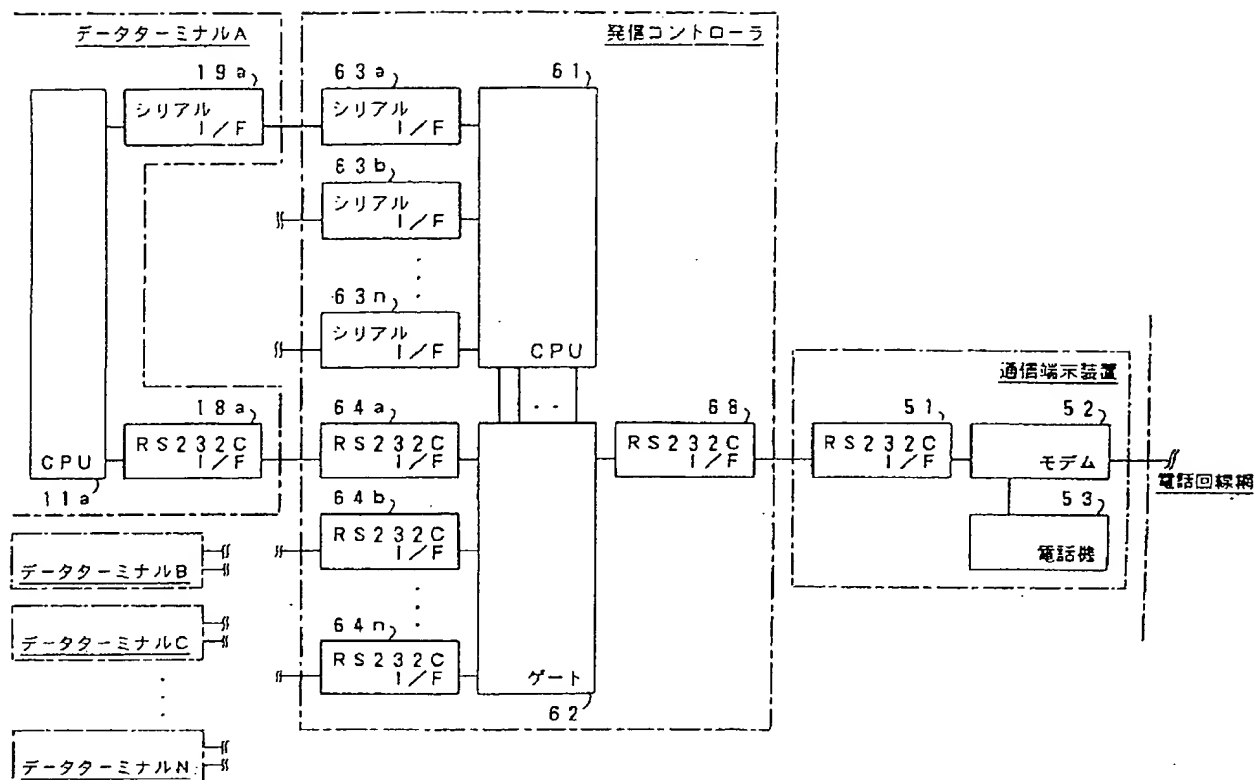 データターミナルA
19a
シリアル
I/F
CPU
11a
18a
RS232C
I/F
データターミナルB
データターミナルC
データターミナルN
発信コントローラ
63a
シリアル
I/F
63b
シリアル
I/F
63n
シリアル
I/F
61
CPU
64a
RS232C
I/F
64b
RS232C
I/F
64n
RS232C
I/F
ゲート
62
68
RS232C
I/F
通信端示装置
51
RS232C
I/F
52
モデム
53
電話機
電話回線網